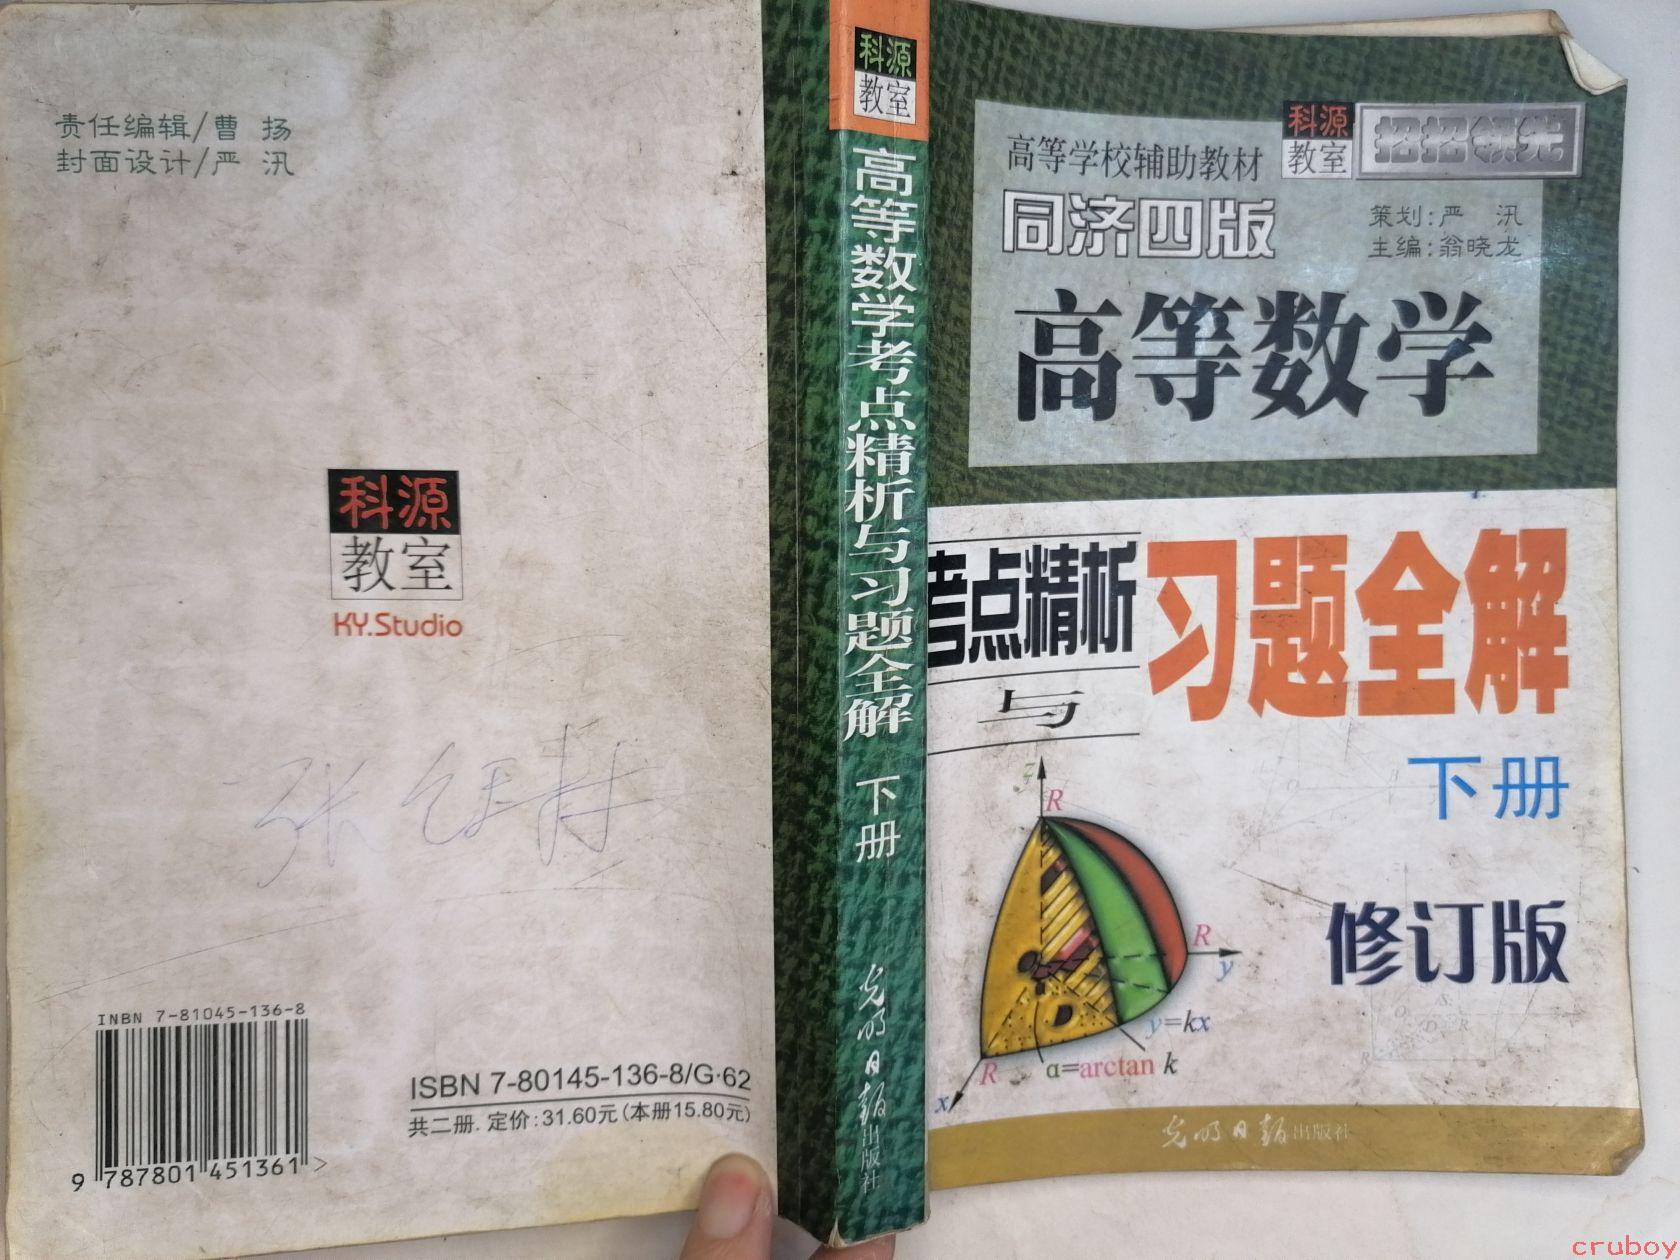 责任编辑/曹 扬
封面设计/严 汛
科源
教室
KY.Studio
INBN 7-81045-136-8
9 787801 451361 >
ISBN 7-80145-136-8/G·62
共二册. 定价:31.60元(本册15.80元)
科源
教室
高等数学考点精析与习题全解 下册
光明日报出版社
科源
教室
招招领先
高等学校辅助教材
同济四版
策划:严 汛
主编:翁晓龙
高等数学
考点精析
与
习题全解
下册
修订版
z
R
R
y
D
y=kx
R
α=arctan k
x
光明日报出版社
cruboy